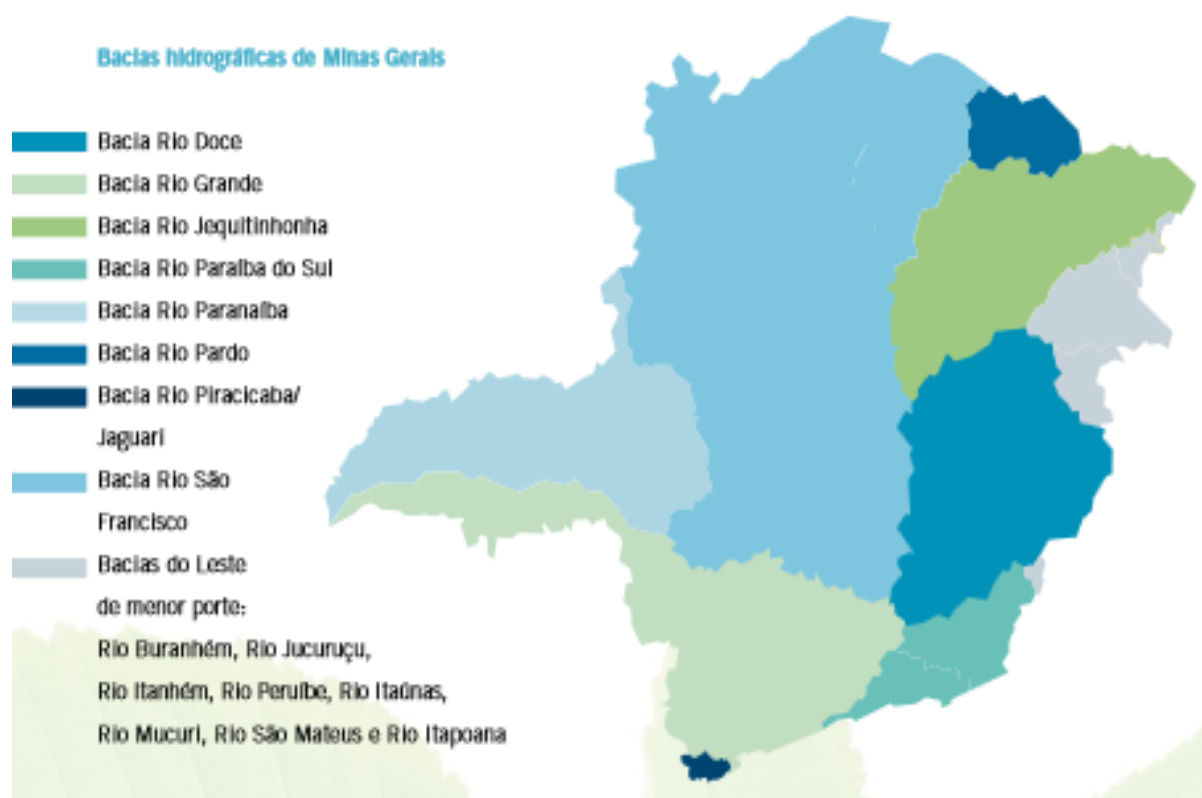 Bacias hidrográficas de Minas Gerais
Bacia Rio Doce
Bacia Rio Grande
Bacia Rio Jequitinhonha
Bacia Rio Paraíba do Sul
Bacia Rio Paranaíba
Bacia Rio Pardo
Bacia Rio Piracicaba/
Jaguari
Bacia Rio São
Francisco
Bacias do Leste
de menor porte:
Rio Buranhém, Rio Jucuruçu,
Rio Itanhém, Rio Peruíbe, Rio Itaúnas,
Rio Mucuri, Rio São Mateus e Rio Itapoana